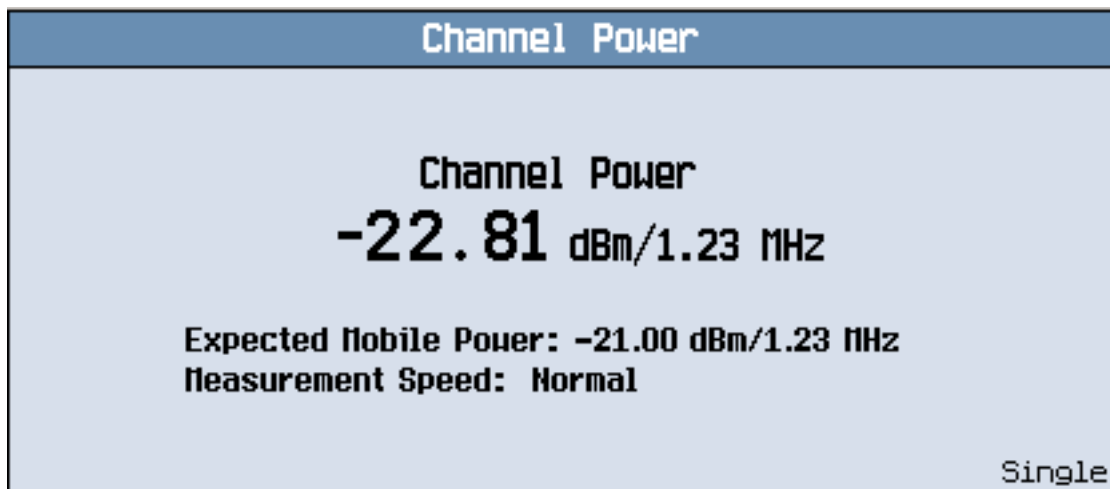 Channel Power
Channel Power
-22.81 dBm/1.23 MHz
Expected Mobile Power: -21.00 dBm/1.23 MHz
Measurement Speed: Normal
Single